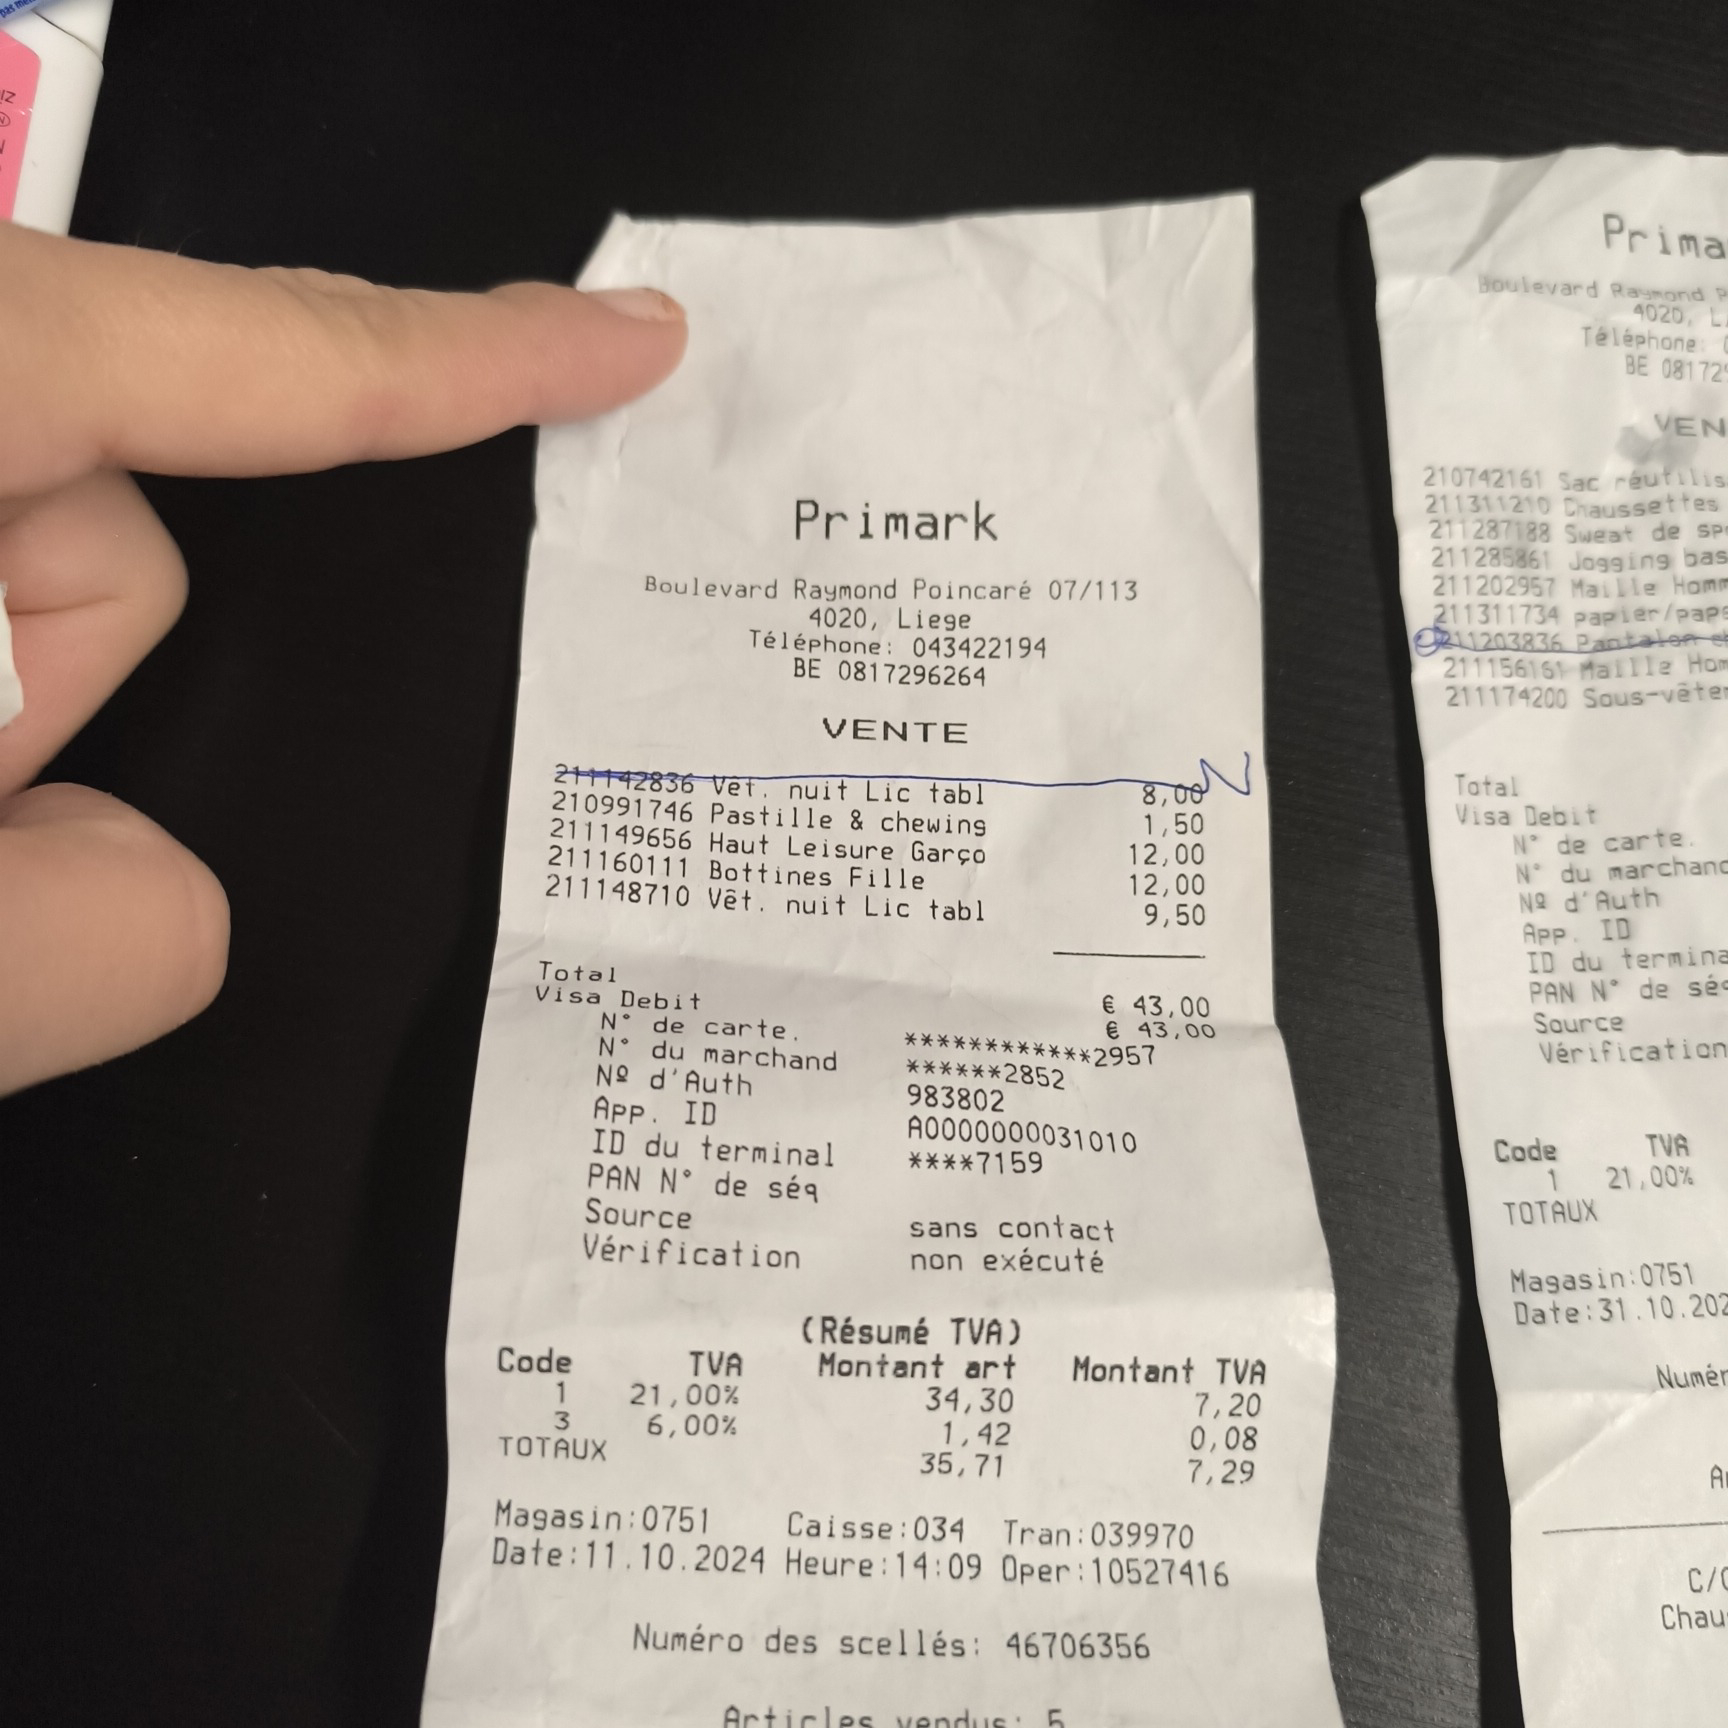 Primark
Boulevard Raymond Poincaré 07/113
4020, Liege
Téléphone: 043422194
BE 0817296264
VENTE
211142836 Vêt. nuit Lic tabl 8,00
210991746 Pastille & chewing 1,50
211149656 Haut Leisure Garço 12,00
211160111 Bottines Fille 12,00
211148710 Vêt. nuit Lic tabl 9,50
Total € 43,00
Visa Debit € 43,00
N° de carte. ************2957
N° du marchand ******2852
Nº d'Auth 983802
App. ID A0000000031010
ID du terminal ****7159
PAN N° de séq
Source sans contact
Vérification non exécuté
(Résumé TVA)
Code TVA Montant art Montant TVA
1 21,00% 34,30 7,20
3 6,00% 1,42 0,08
TOTAUX 35,71 7,29
Magasin:0751 Caisse:034 Tran:039970
Date:11.10.2024 Heure:14:09 Oper:10527416
Numéro des scellés: 46706356
Articles vendus: 5
Prima
Boulevard Raymond P
4020, L
Téléphone:
BE 08172
VEN
210742161 Sac réutilis
211311210 Chaussettes
211287188 Sweat de sp
211285861 Jogging bas
211202957 Maille Homm
211311734 papier/pape
211203836 Pantalon
211156161 Maille Hom
211174200 Sous-vête
Total
Visa Debit
N° de carte.
N° du marchand
Nº d'Auth
App. ID
ID du termina
PAN N° de sé
Source
Vérification
Code TVA
1 21,00%
TOTAUX
Magasin:0751
Date:31.10.202
Numér
C/
Chau